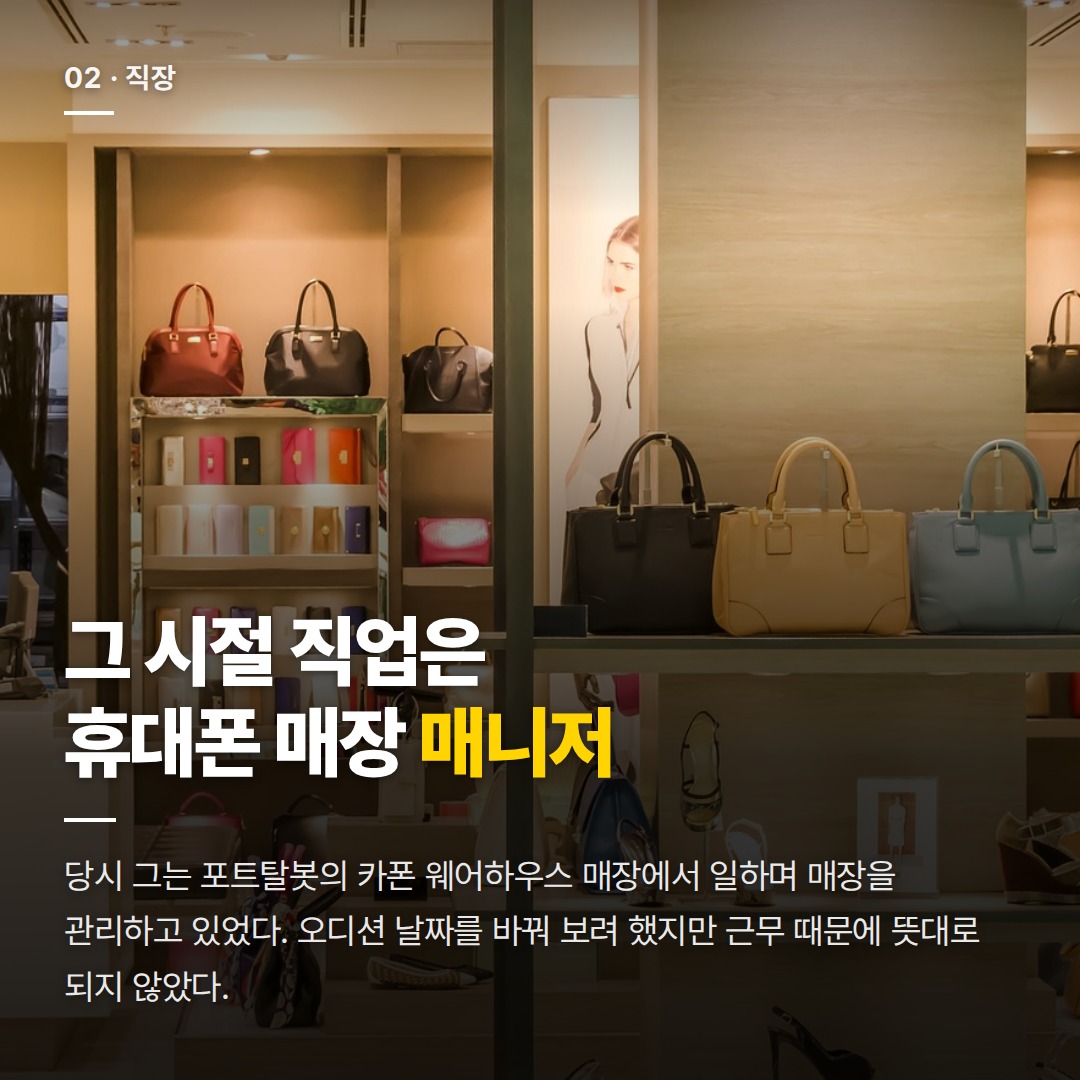 02 · 직장
그 시절 직업은
휴대폰 매장 매니저
당시 그는 포트탈봇의 카폰 웨어하우스 매장에서 일하며 매장을
관리하고 있었다. 오디션 날짜를 바꿔 보려 했지만 근무 때문에 뜻대로
되지 않았다.